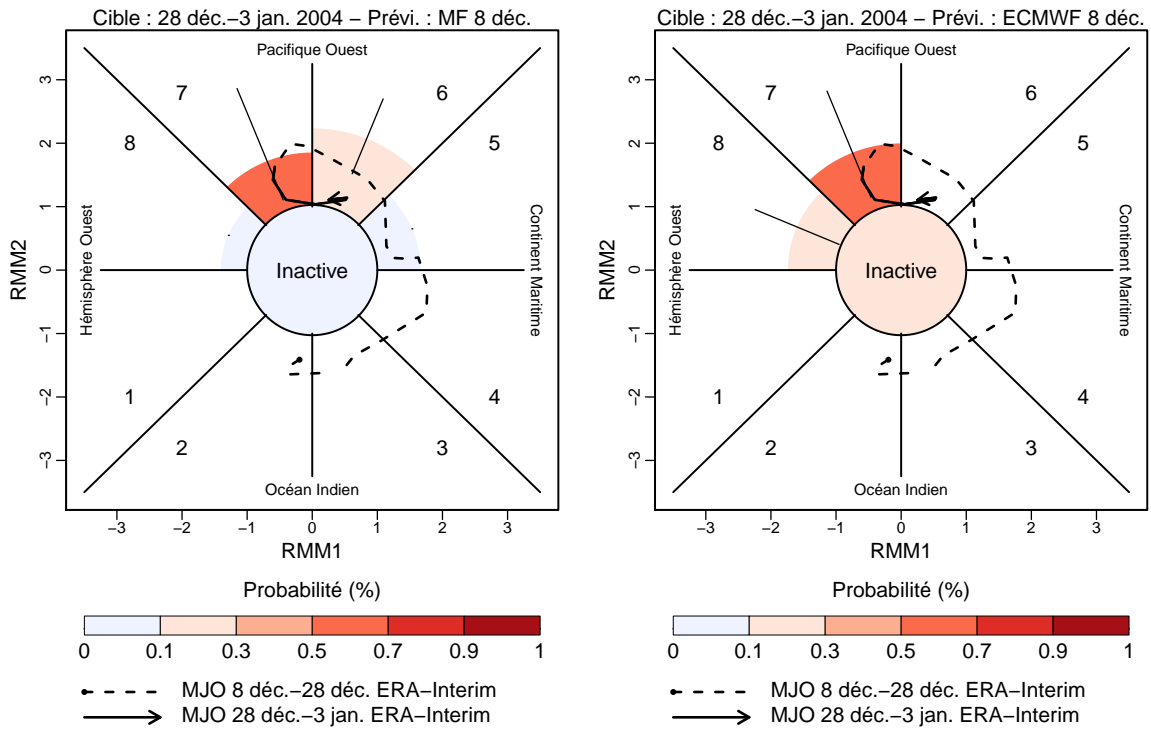 Cible : 28 déc.−3 jan. 2004 − Prévi. : MF 8 déc.
Pacifique Ouest
7
6
8
5
Hémisphère Ouest
Inactive
Continent Maritime
1
4
2
3
Océan Indien
RMM2
3
2
1
0
−1
−2
−3
−3 −2 −1 0 1 2 3
RMM1
Probabilité (%)
0 0.1 0.3 0.5 0.7 0.9 1
MJO 8 déc.−28 déc. ERA−Interim
MJO 28 déc.−3 jan. ERA−Interim
Cible : 28 déc.−3 jan. 2004 − Prévi. : ECMWF 8 déc.
Pacifique Ouest
7
6
8
5
Hémisphère Ouest
Inactive
Continent Maritime
1
4
2
3
Océan Indien
RMM2
3
2
1
0
−1
−2
−3
−3 −2 −1 0 1 2 3
RMM1
Probabilité (%)
0 0.1 0.3 0.5 0.7 0.9 1
MJO 8 déc.−28 déc. ERA−Interim
MJO 28 déc.−3 jan. ERA−Interim